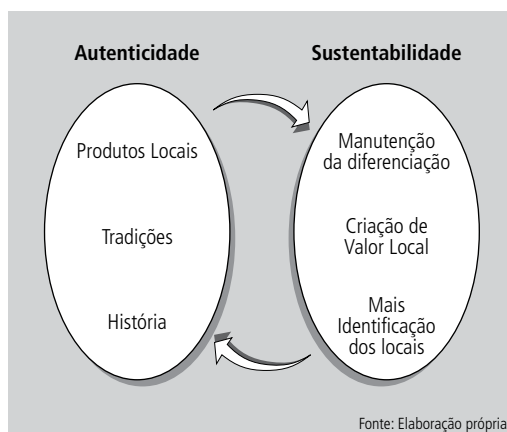 Autenticidade
Produtos Locais
Tradições
História
Sustentabilidade
Manutenção
da diferenciação
Criação de
Valor Local
Mais
Identificação
dos locais
Fonte: Elaboração própria